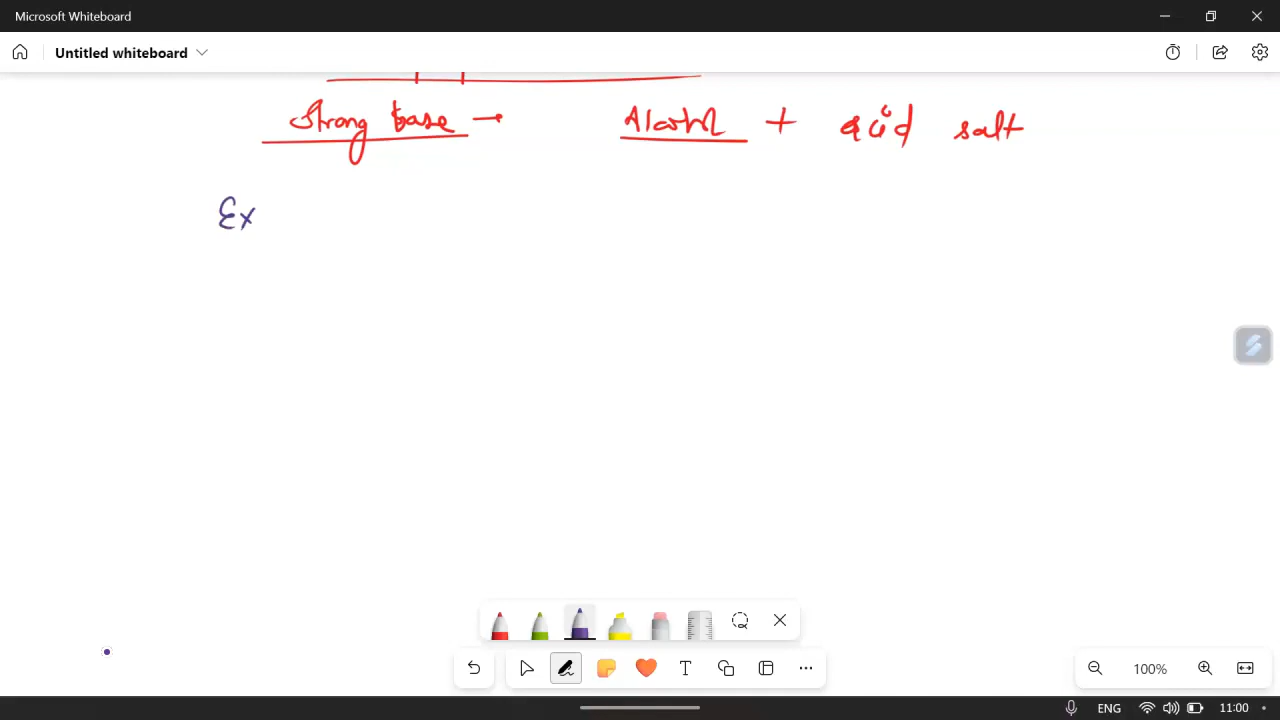 Microsoft Whiteboard
Untitled whiteboard
Strong base → Alcohol + acid salt
Ex
100%
ENG 11:00